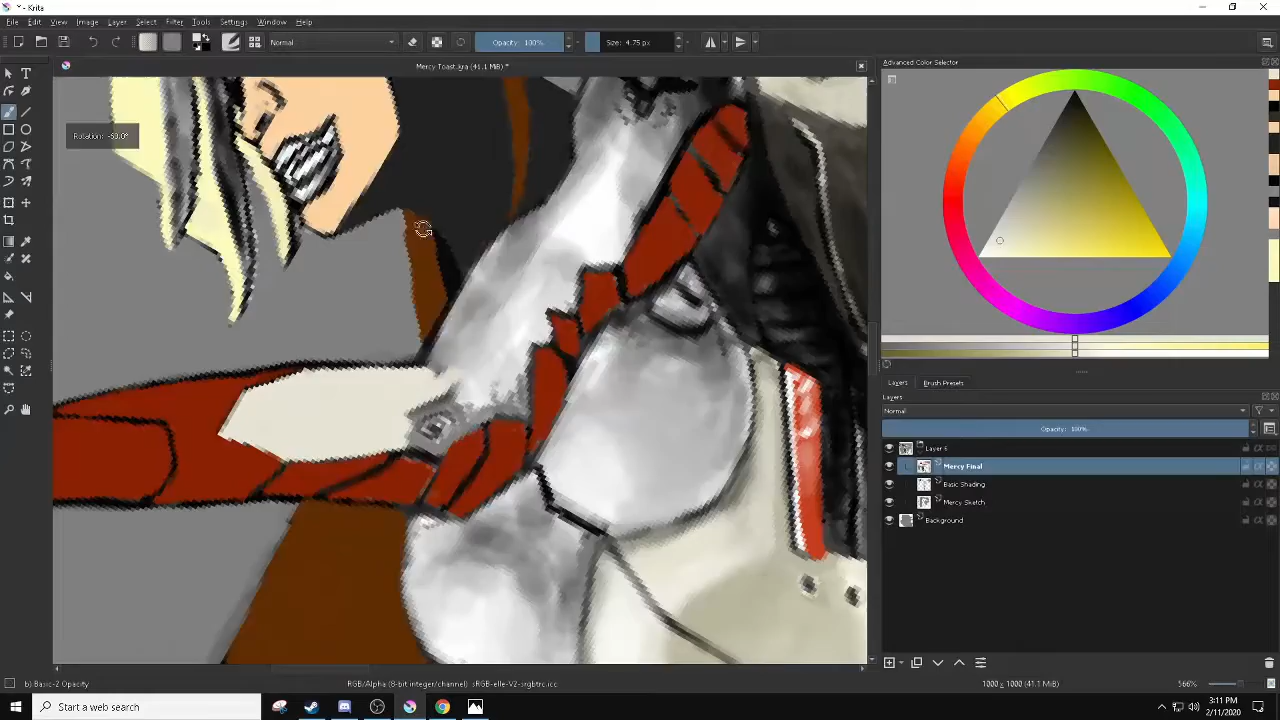 - Krita
File Edit View Image Layer Select Filter Tools Settings Window Help
Normal Opacity: 100% Size: 4.75 px
Mercy Toast.kra (41.1 MiB) *
Advanced Color Selector
Rotation: -63.0°
Layers Brush Presets
Layers
Normal
Opacity: 100%
Layer 6
Mercy Final
Basic Shading
Mercy Sketch
Background
b) Basic-2 Opacity RGB/Alpha (8-bit integer/channel) sRGB-elle-V2-srgbtrc.icc 1000 x 1000 (41.1 MiB) 566%
Start a web search
3:11 PM
2/11/2020